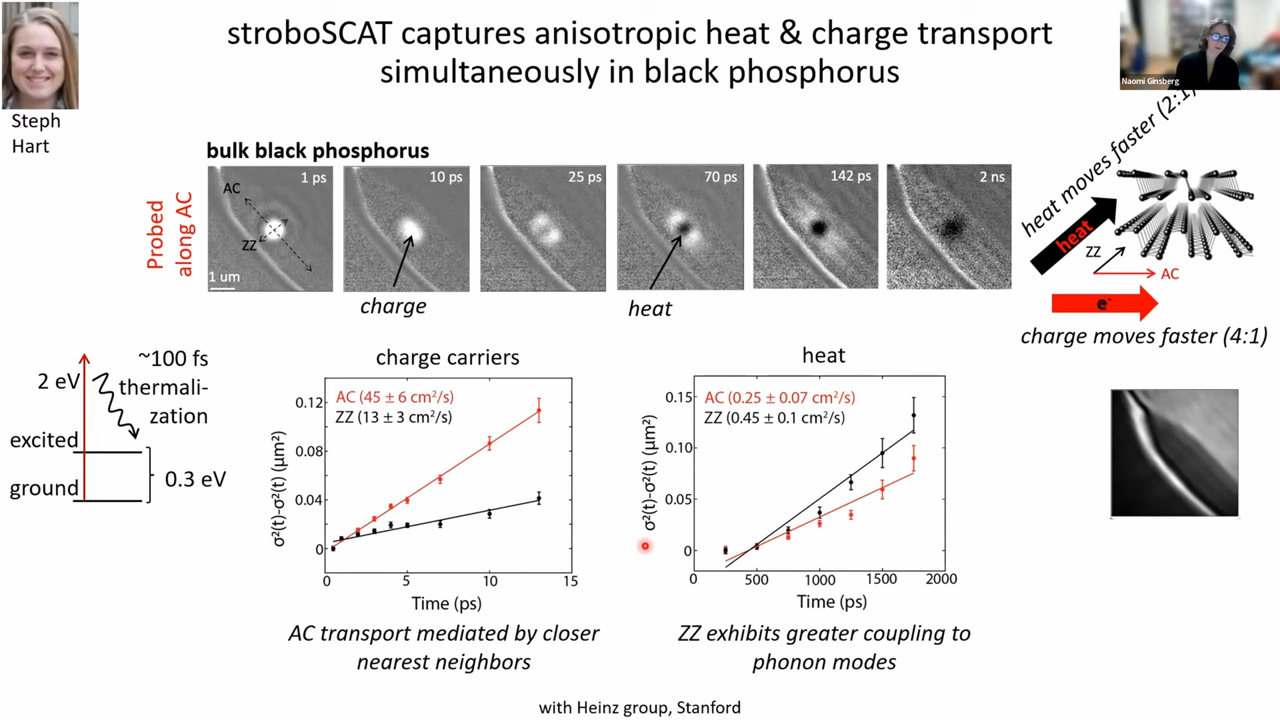 stroboSCAT captures anisotropic heat & charge transport
simultaneously in black phosphorus
Steph
Hart
Naomi Ginsberg
bulk black phosphorus
Probed
along AC
1 ps
AC
ZZ
1 um
10 ps
25 ps
70 ps
142 ps
2 ns
charge
heat
heat moves faster (2:1)
heat
ZZ
AC
e-
charge moves faster (4:1)
2 eV
~100 fs
thermali-
zation
excited
ground
0.3 eV
charge carriers
AC (45 ± 6 cm²/s)
ZZ (13 ± 3 cm²/s)
σ²(t)-σ²(t) (μm²)
0.12
0.08
0.04
0
0
5
10
15
Time (ps)
AC transport mediated by closer
nearest neighbors
heat
AC (0.25 ± 0.07 cm²/s)
ZZ (0.45 ± 0.1 cm²/s)
σ²(t)-σ²(t) (μm²)
0.15
0.10
0.05
0
0
500
1000
1500
2000
Time (ps)
ZZ exhibits greater coupling to
phonon modes
with Heinz group, Stanford